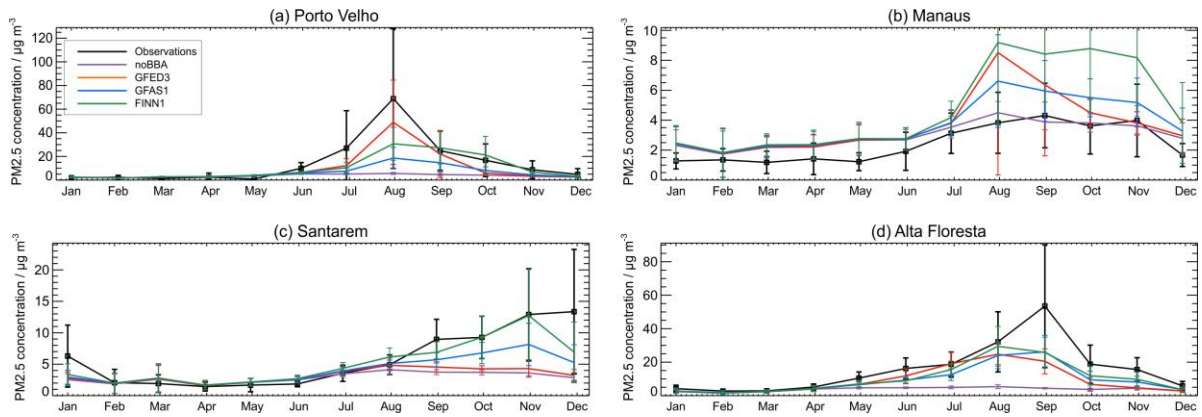 (a) Porto Velho
PM2.5 concentration / µg m-3
120
100
80
60
40
20
0
Observations
noBBA
GFED3
GFAS1
FINN1
Jan Feb Mar Apr May Jun Jul Aug Sep Oct Nov Dec
(b) Manaus
PM2.5 concentration / µg m-3
10
8
6
4
2
0
Jan Feb Mar Apr May Jun Jul Aug Sep Oct Nov Dec
(c) Santarem
PM2.5 concentration / µg m-3
20
15
10
5
0
Jan Feb Mar Apr May Jun Jul Aug Sep Oct Nov Dec
(d) Alta Floresta
PM2.5 concentration / µg m-3
80
60
40
20
0
Jan Feb Mar Apr May Jun Jul Aug Sep Oct Nov Dec